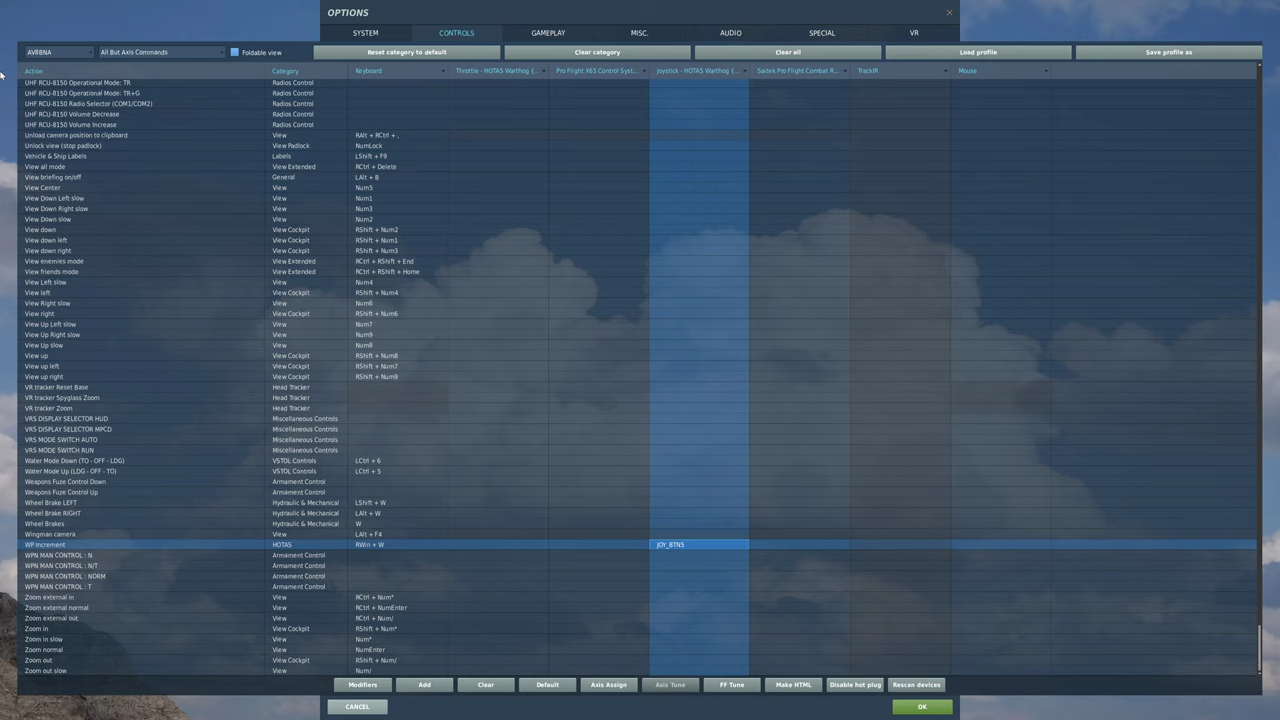 OPTIONS
SYSTEM CONTROLS GAMEPLAY MISC. AUDIO SPECIAL VR
AV8BNA All But Axis Commands Foldable view Reset category to default Clear category Clear all Load profile Save profile as
Action Category Keyboard Throttle - HOTAS Warthog {... Pro Flight X65 Control Syst... Joystick - HOTAS Warthog {... Saitek Pro Flight Combat R... TrackIR Mouse
UHF RCU-8150 Operational Mode: TR Radios Control
UHF RCU-8150 Operational Mode: TR+G Radios Control
UHF RCU-8150 Radio Selector (COM1/COM2) Radios Control
UHF RCU-8150 Volume Decrease Radios Control
UHF RCU-8150 Volume Increase Radios Control
Unload camera position to clipboard View RAlt + RCtrl + .
Unlock view (stop padlock) View Padlock NumLock
Vehicle & Ship Labels Labels LShift + F9
View all mode View Extended RCtrl + Delete
View briefing on/off General LAlt + B
View Center View Num5
View Down Left slow View Num1
View Down Right slow View Num3
View Down slow View Num2
View down View Cockpit RShift + Num2
View down left View Cockpit RShift + Num1
View down right View Cockpit RShift + Num3
View enemies mode View Extended RCtrl + RShift + End
View friends mode View Extended RCtrl + RShift + Home
View Left slow View Num4
View left View Cockpit RShift + Num4
View Right slow View Num6
View right View Cockpit RShift + Num6
View Up Left slow View Num7
View Up Right slow View Num9
View Up slow View Num8
View up View Cockpit RShift + Num8
View up left View Cockpit RShift + Num7
View up right View Cockpit RShift + Num9
VR tracker Reset Base Head Tracker
VR tracker Spyglass Zoom Head Tracker
VR tracker Zoom Head Tracker
VRS DISPLAY SELECTOR HUD Miscellaneous Controls
VRS DISPLAY SELECTOR MPCD Miscellaneous Controls
VRS MODE SWITCH AUTO Miscellaneous Controls
VRS MODE SWITCH RUN Miscellaneous Controls
Water Mode Down (TO - OFF - LDG) VSTOL Controls LCtrl + 6
Water Mode Up (LDG - OFF - TO) VSTOL Controls LCtrl + 5
Weapons Fuze Control Down Armament Control
Weapons Fuze Control Up Armament Control
Wheel Brake LEFT Hydraulic & Mechanical LShift + W
Wheel Brake RIGHT Hydraulic & Mechanical LAlt + W
Wheel Brakes Hydraulic & Mechanical W
Wingman camera View LAlt + F4
WP Increment HOTAS RWin + W JOY_BTN5
WPN MAN CONTROL : N Armament Control
WPN MAN CONTROL : N/T Armament Control
WPN MAN CONTROL : NORM Armament Control
WPN MAN CONTROL : T Armament Control
Zoom external in View RCtrl + Num*
Zoom external normal View RCtrl + NumEnter
Zoom external out View RCtrl + Num/
Zoom in View Cockpit RShift + Num*
Zoom in slow View Num*
Zoom normal View NumEnter
Zoom out View Cockpit RShift + Num/
Zoom out slow View Num/
Modifiers Add Clear Default Axis Assign Axis Tune FF Tune Make HTML Disable hot plug Rescan devices
CANCEL OK